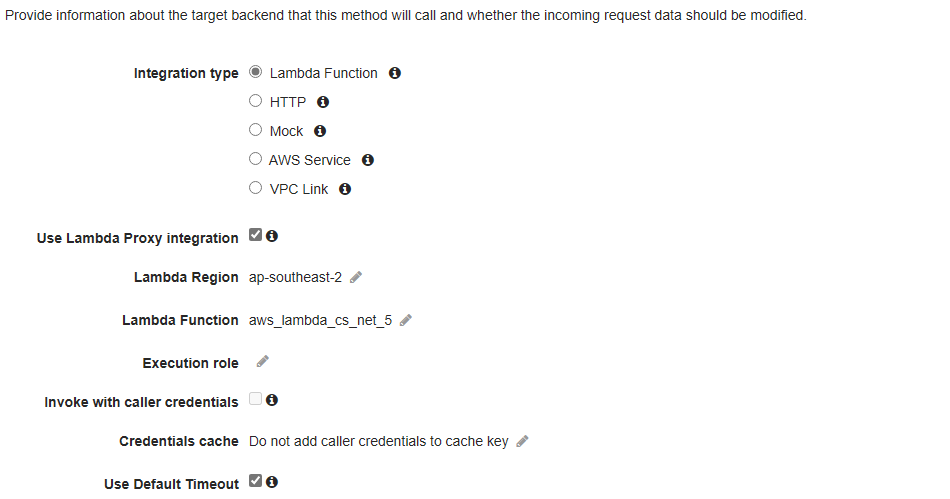 Provide information about the target backend that this method will call and whether the incoming request data should be modified.
Integration type Lambda Function
HTTP
Mock
AWS Service
VPC Link
Use Lambda Proxy integration
Lambda Region ap-southeast-2
Lambda Function aws_lambda_cs_net_5
Execution role
Invoke with caller credentials
Credentials cache Do not add caller credentials to cache key
Use Default Timeout